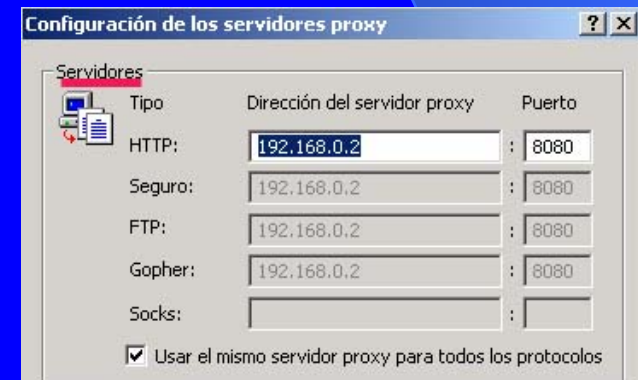 Configuración de los servidores proxy
Servidores
Tipo Dirección del servidor proxy Puerto
HTTP: 192.168.0.2 : 8080
Seguro: 192.168.0.2 : 8080
FTP: 192.168.0.2 : 8080
Gopher: 192.168.0.2 : 8080
Socks: :
Usar el mismo servidor proxy para todos los protocolos